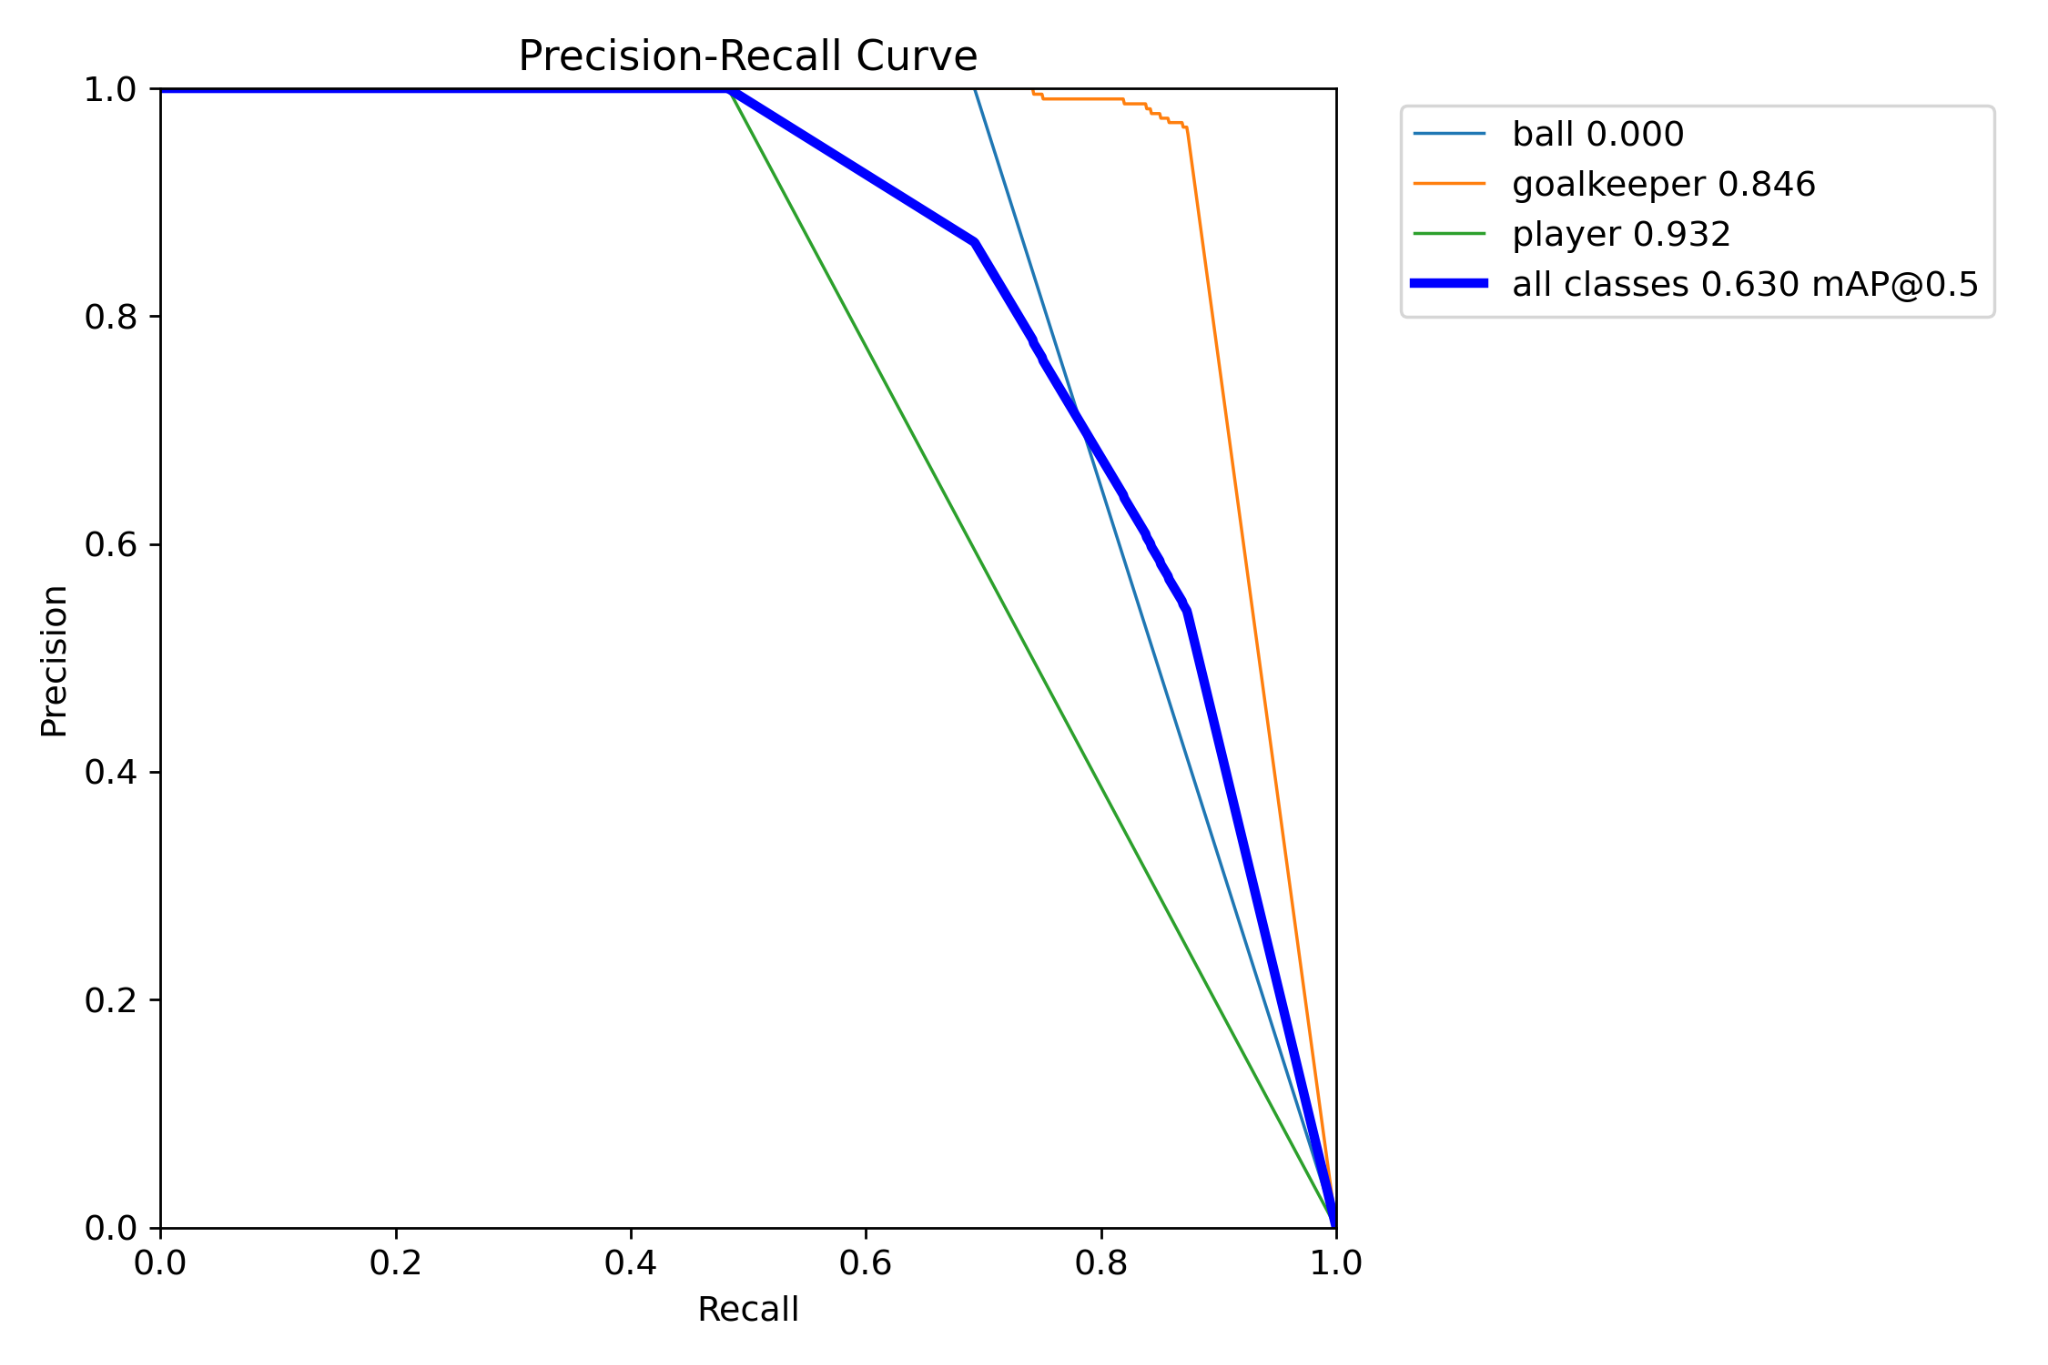 Precision-Recall Curve
1.0
0.8
0.6
0.4
0.2
0.0
Precision
0.0 0.2 0.4 0.6 0.8 1.0
Recall
ball 0.000
goalkeeper 0.846
player 0.932
all classes 0.630 mAP@0.5